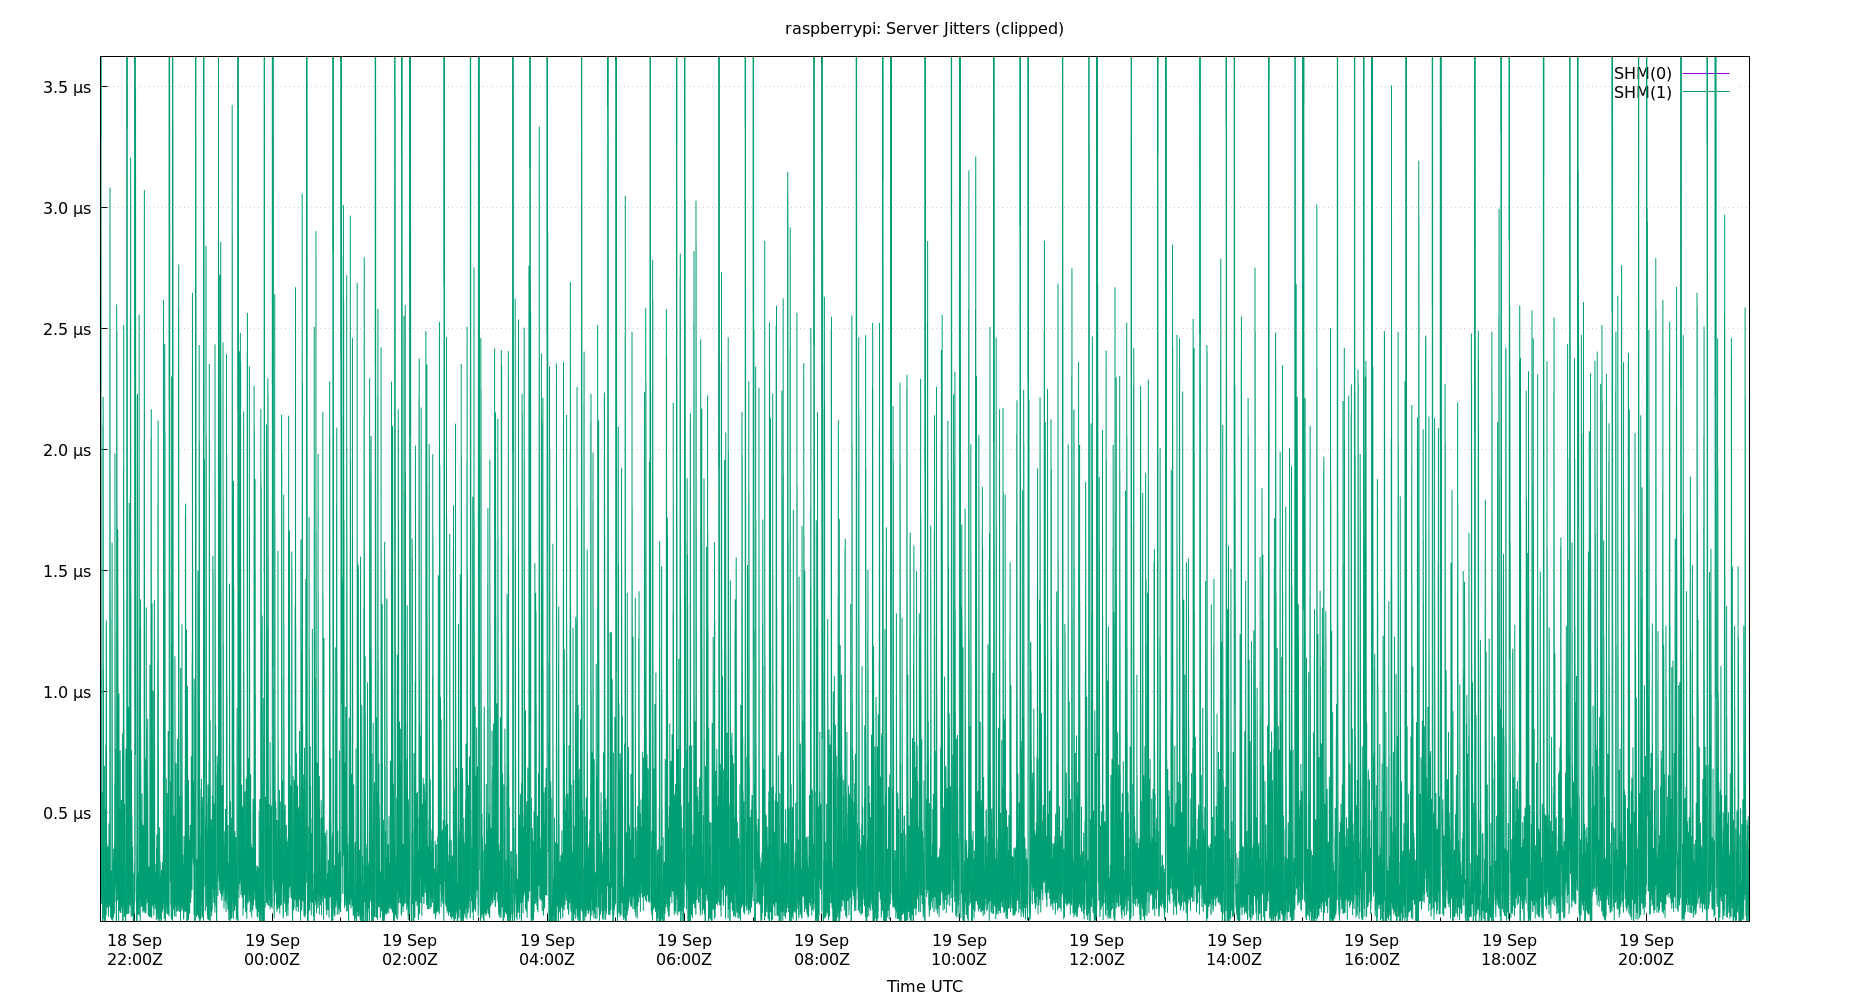 raspberrypi: Server Jitters (clipped)
SHM(0)
SHM(1)
3.5 µs
3.0 µs
2.5 µs
2.0 µs
1.5 µs
1.0 µs
0.5 µs
18 Sep 19 Sep 19 Sep 19 Sep 19 Sep 19 Sep 19 Sep 19 Sep 19 Sep 19 Sep 19 Sep 19 Sep
22:00Z 00:00Z 02:00Z 04:00Z 06:00Z 08:00Z 10:00Z 12:00Z 14:00Z 16:00Z 18:00Z 20:00Z
Time UTC